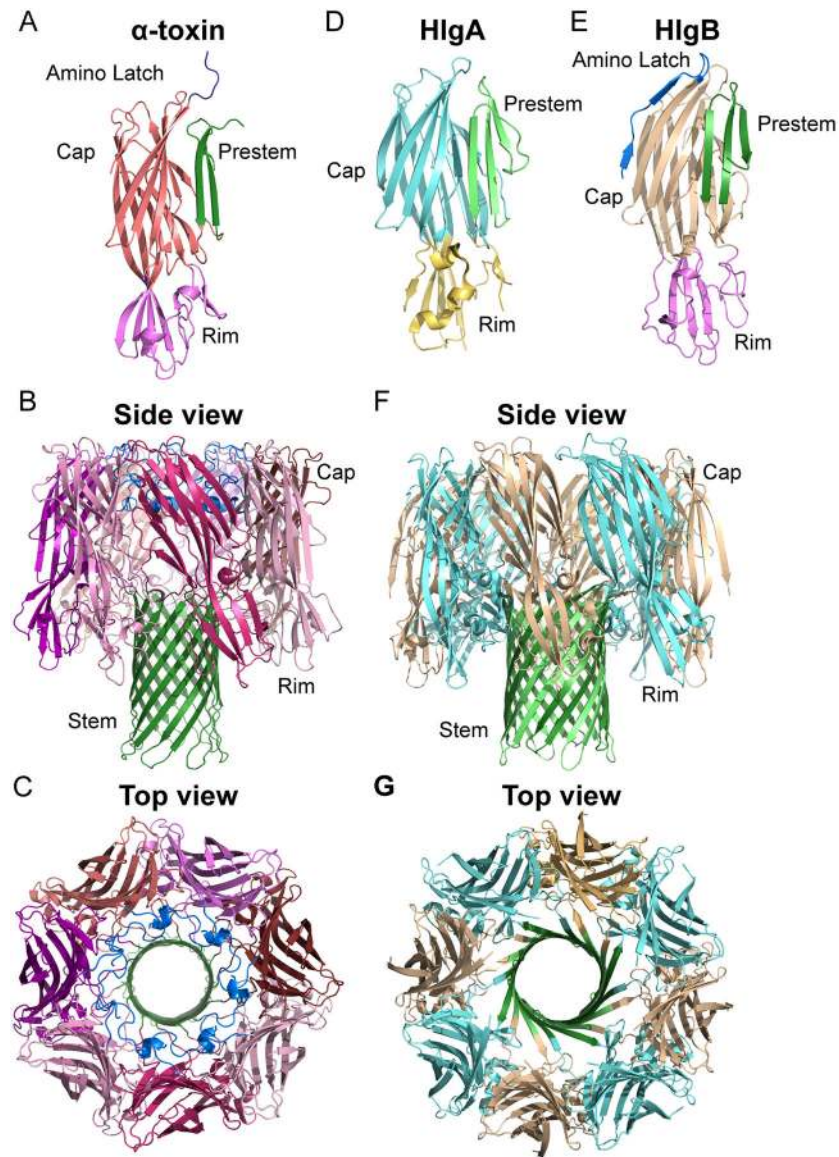 A
α-toxin
Amino Latch
Cap
Prestem
Rim
D
HlgA
Prestem
Cap
Rim
E
HlgB
Amino Latch
Prestem
Cap
Rim
B
Side view
Cap
Rim
Stem
F
Side view
Cap
Rim
Stem
C
Top view
G
Top view